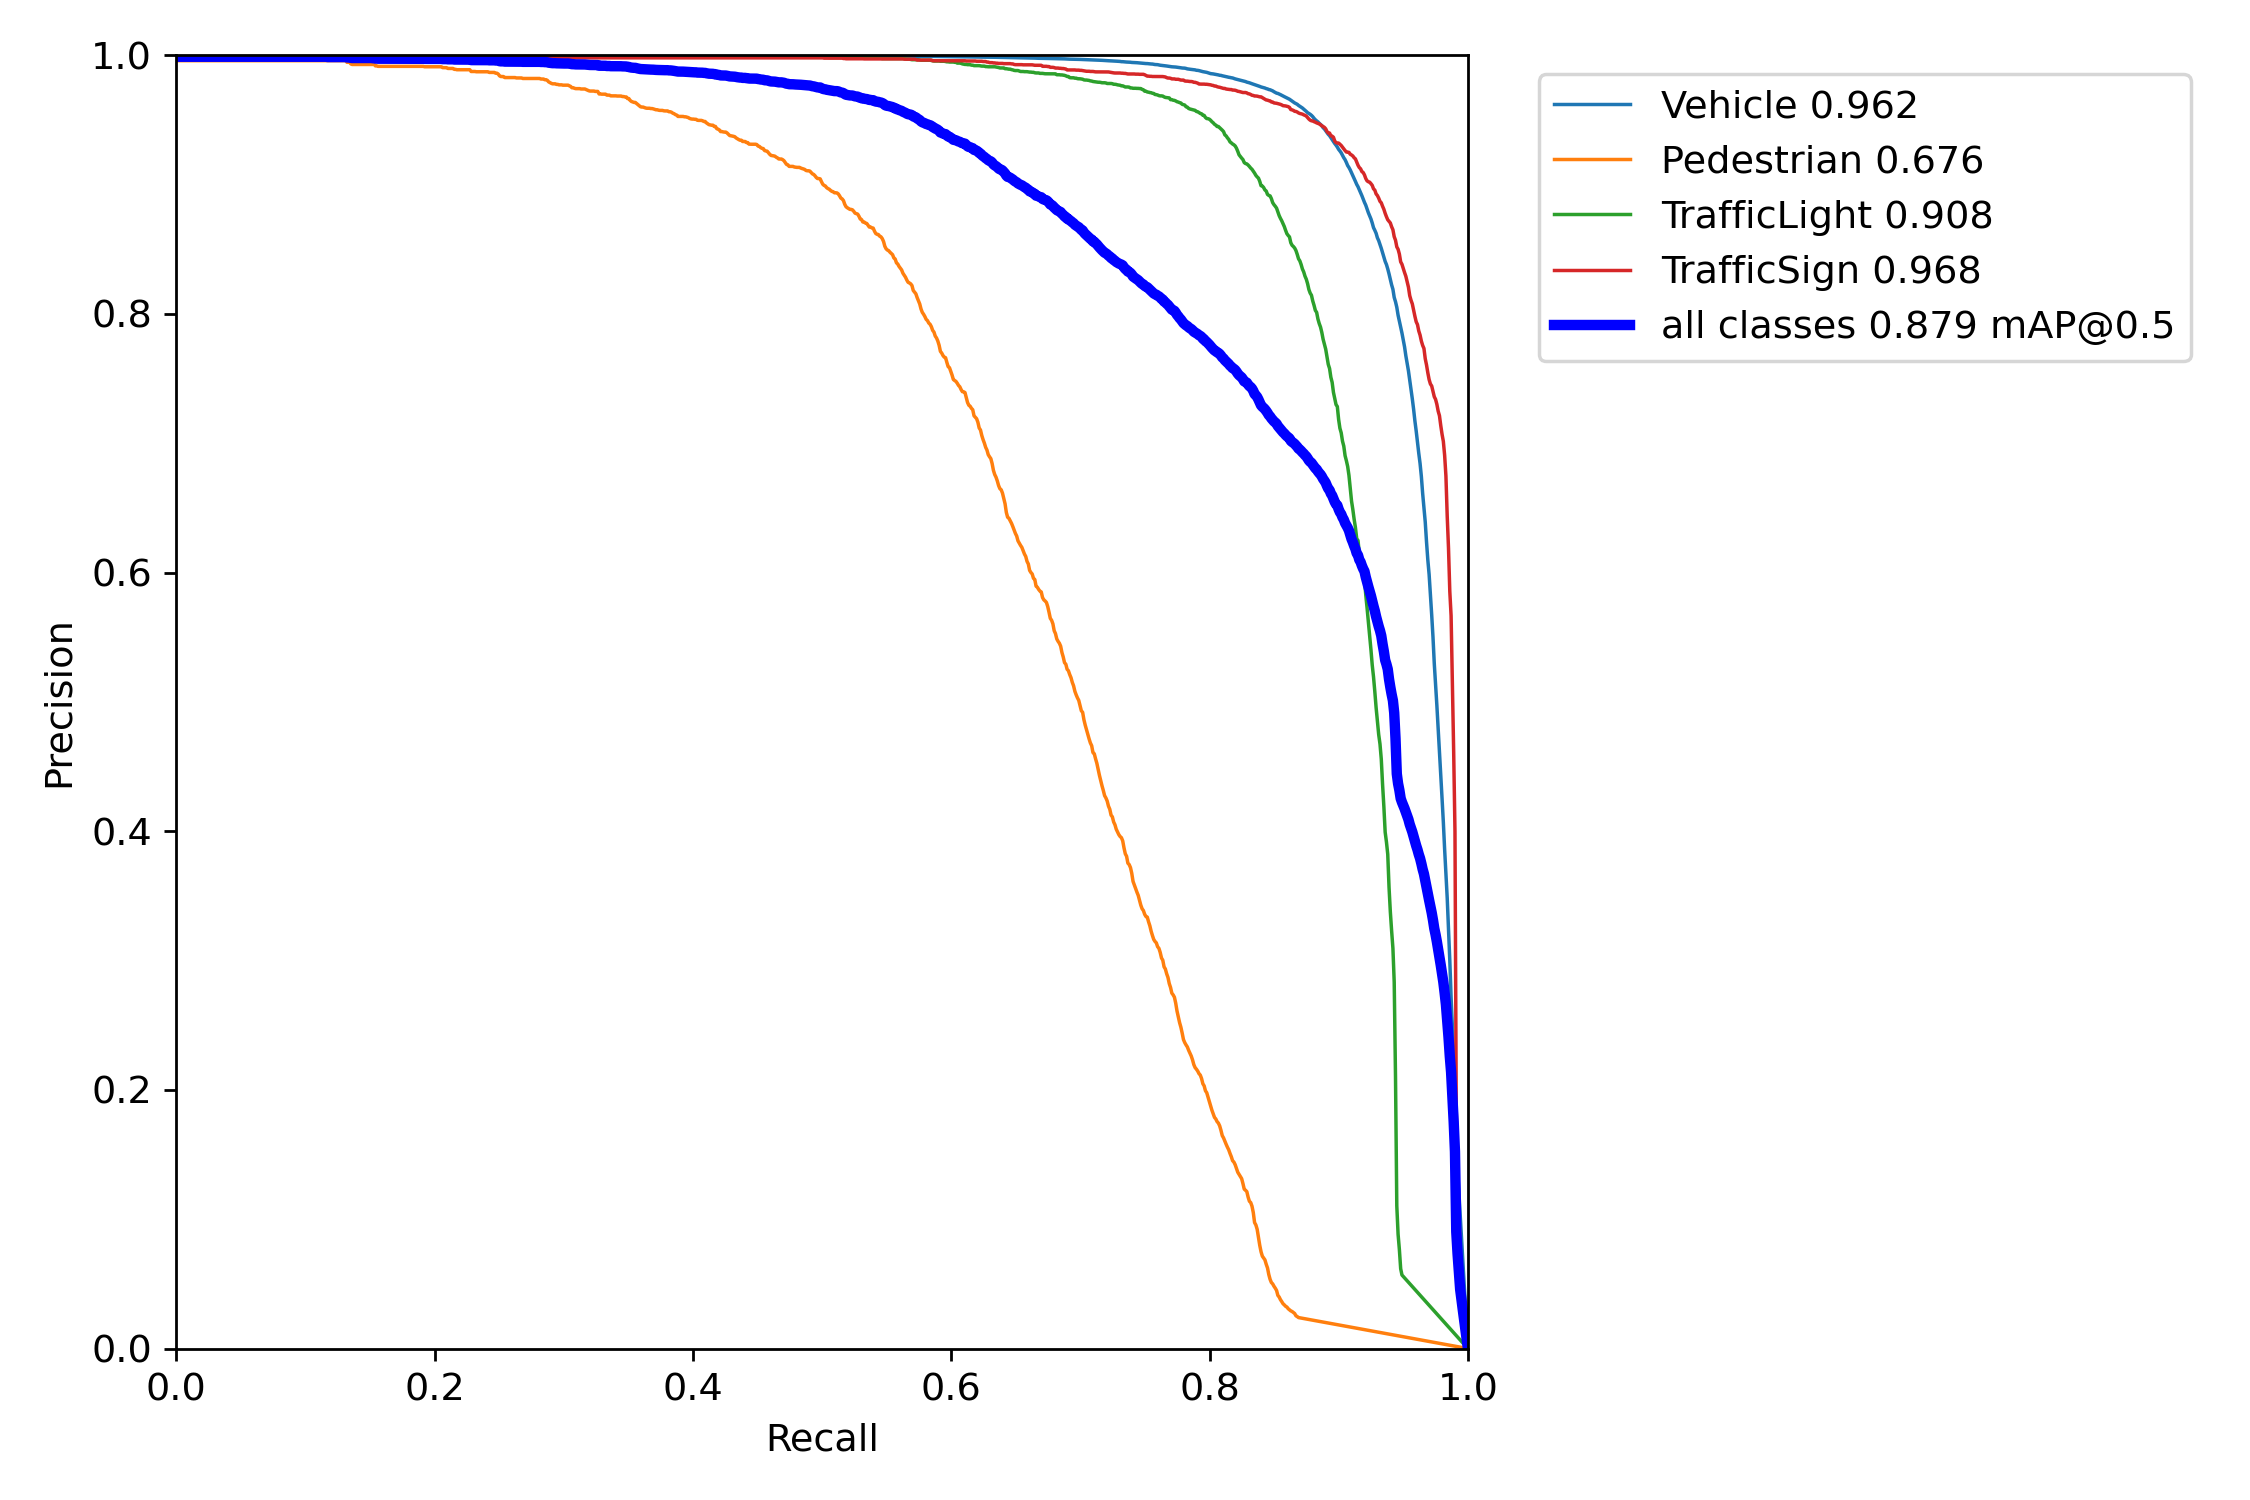 1.0
0.8
0.6
0.4
0.2
0.0
Precision
0.0 0.2 0.4 0.6 0.8 1.0
Recall
Vehicle 0.962
Pedestrian 0.676
TrafficLight 0.908
TrafficSign 0.968
all classes 0.879 mAP@0.5